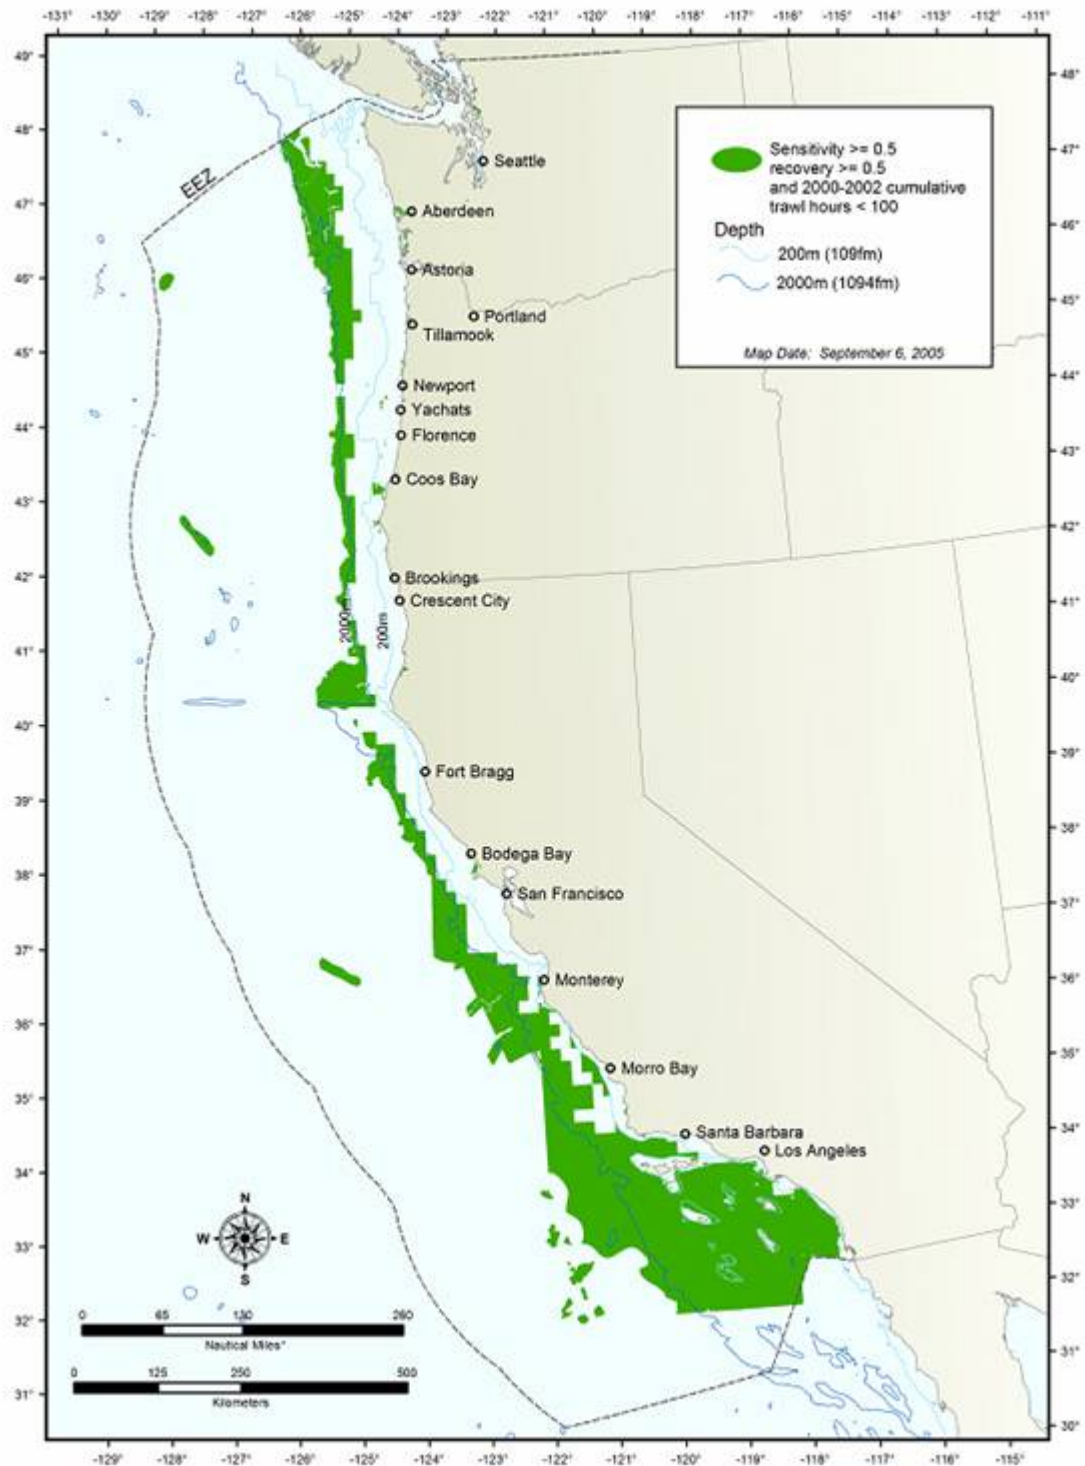 -131° -130° -129° -128° -127° -126° -125° -124° -123° -122° -121° -120° -119° -118° -117° -116° -115° -114° -113° -112° -111°
49°
48°
48°
47°
47°
46°
46°
45°
45°
44°
44°
43°
43°
42°
42°
41°
41°
40°
40°
39°
39°
38°
38°
37°
37°
36°
36°
35°
35°
34°
34°
33°
33°
32°
32°
31°
31°
30°
Sensitivity >= 0.5
recovery >= 0.5
and 2000-2002 cumulative
trawl hours < 100
Depth
200m (109fm)
2000m (1094fm)
Map Date: September 6, 2005
EEZ
Seattle
Aberdeen
Astoria
Portland
Tillamook
Newport
Yachats
Florence
Coos Bay
Brookings
Crescent City
2000m
200m
Fort Bragg
Bodega Bay
San Francisco
Monterey
Morro Bay
Santa Barbara
Los Angeles
N
W E
S
0 65 130 260
Nautical Miles*
0 125 250 500
Kilometers
-129° -128° -127° -126° -125° -124° -123° -122° -121° -120° -119° -118° -117° -116° -115°